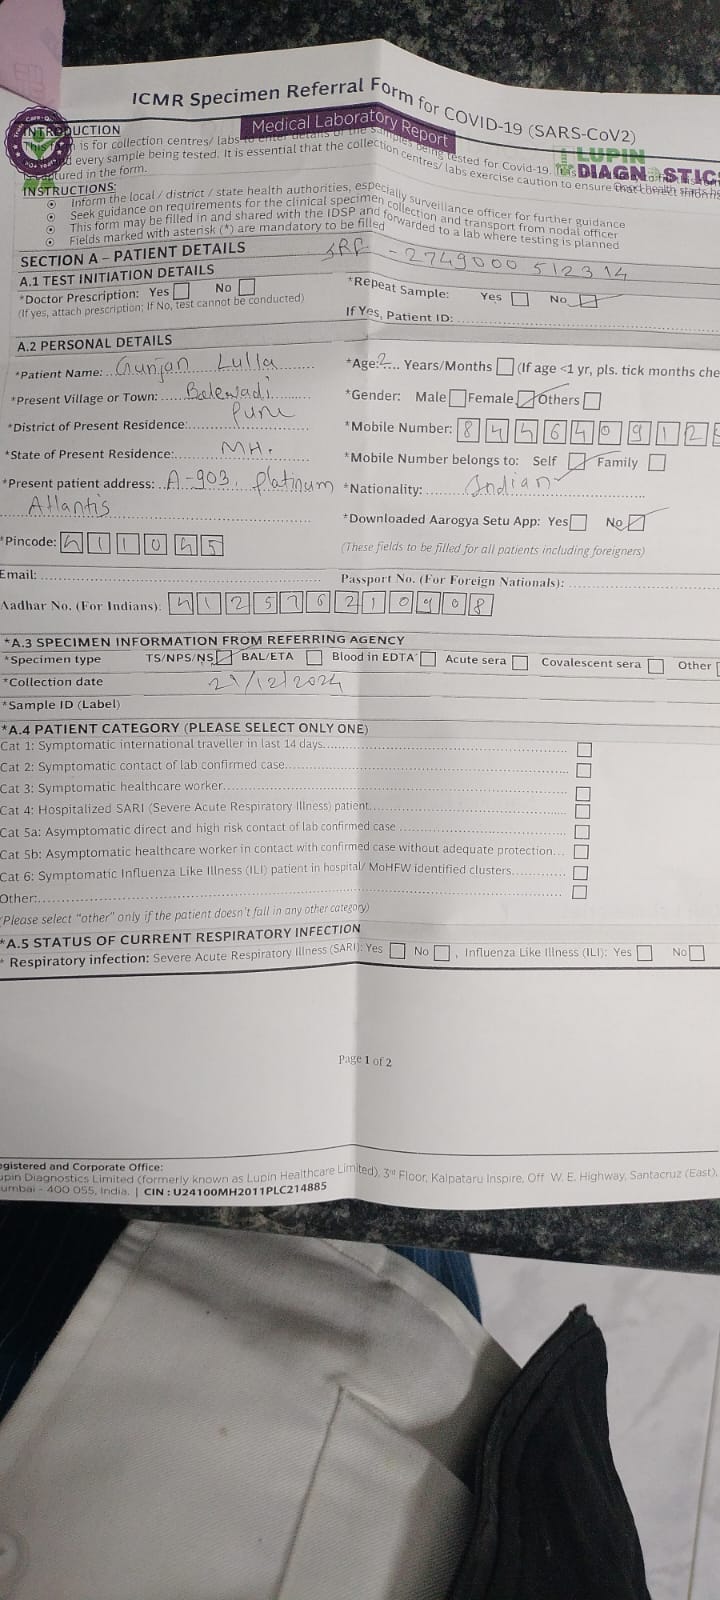 ICMR Specimen Referral Form for COVID-19 (SARS-CoV2)
INTRODUCTION
Medical Laboratory Report
is for collection centres/ labs to enter details of the samples being tested for Covid-19.
every sample being tested. It is essential that the collection centres/ labs exercise caution to ensure that correct
in the form.
LUPIN
DIAGNOSTICS
INSTRUCTIONS:
Inform the local / district / state health authorities, especially surveillance officer for further guidance
Seek guidance on requirements for the clinical specimen collection and transport from nodal officer
This form may be filled in and shared with the IDSP and forwarded to a lab where testing is planned
Fields marked with asterisk (*) are mandatory to be filled
SECTION A – PATIENT DETAILS
SRF - 2749000512314
A.1 TEST INITIATION DETAILS
*Doctor Prescription: Yes No
(If yes, attach prescription; If No, test cannot be conducted)
*Repeat Sample: Yes No
If Yes, Patient ID:
A.2 PERSONAL DETAILS
*Patient Name: Gunjan Lulla
*Present Village or Town: Balewadi
*District of Present Residence: Pune
*State of Present Residence: MH.
*Present patient address: A-903, Platinum
Atlantis
*Pincode: 411045
*Age: Years/Months (If age <1 yr, pls. tick months
*Gender: Male Female Others
*Mobile Number: 844640912
*Mobile Number belongs to: Self Family
*Nationality: Indian
*Downloaded Aarogya Setu App: Yes No
(These fields to be filled for all patients including foreigners)
Email:
Passport No. (For Foreign Nationals):
Aadhar No. (For Indians): 412576210908
*A.3 SPECIMEN INFORMATION FROM REFERRING AGENCY
*Specimen type TS/NPS/NS BAL/ETA Blood in EDTA Acute sera Covalescent sera Other
*Collection date 21/12/2024
*Sample ID (Label)
*A.4 PATIENT CATEGORY (PLEASE SELECT ONLY ONE)
Cat 1: Symptomatic international traveller in last 14 days
Cat 2: Symptomatic contact of lab confirmed case
Cat 3: Symptomatic healthcare worker
Cat 4: Hospitalized SARI (Severe Acute Respiratory Illness) patient
Cat 5a: Asymptomatic direct and high risk contact of lab confirmed case
Cat 5b: Asymptomatic healthcare worker in contact with confirmed case without adequate protection
Cat 6: Symptomatic Influenza Like Illness (ILI) patient in hospital/ MoHFW identified clusters
Other:
(Please select "other" only if the patient doesn't fall in any other category)
*A.5 STATUS OF CURRENT RESPIRATORY INFECTION
* Respiratory infection: Severe Acute Respiratory Illness (SARI): Yes No , Influenza Like Illness (ILI): Yes No
Page 1 of 2
egistered and Corporate Office:
upin Diagnostics Limited (formerly known as Lupin Healthcare Limited), 3rd Floor, Kalpataru Inspire, Off W. E. Highway, Santacruz (East),
umbai - 400 055, India. | CIN : U24100MH2011PLC214885